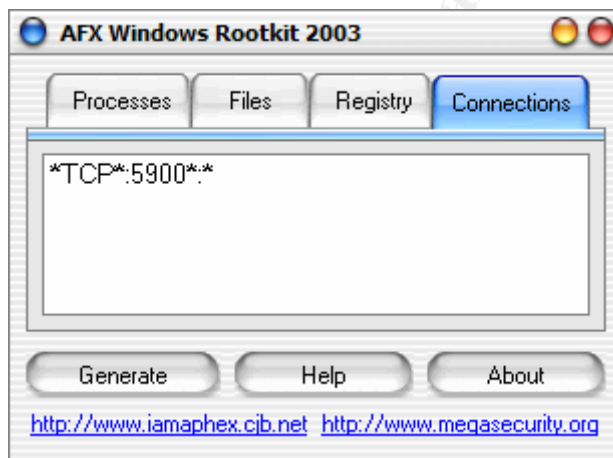 AFX Windows Rootkit 2003
Processes Files Registry Connections
*TCP*:5900*:*
Generate Help About
http://www.iamaphex.cjb.net http://www.megasecurity.org